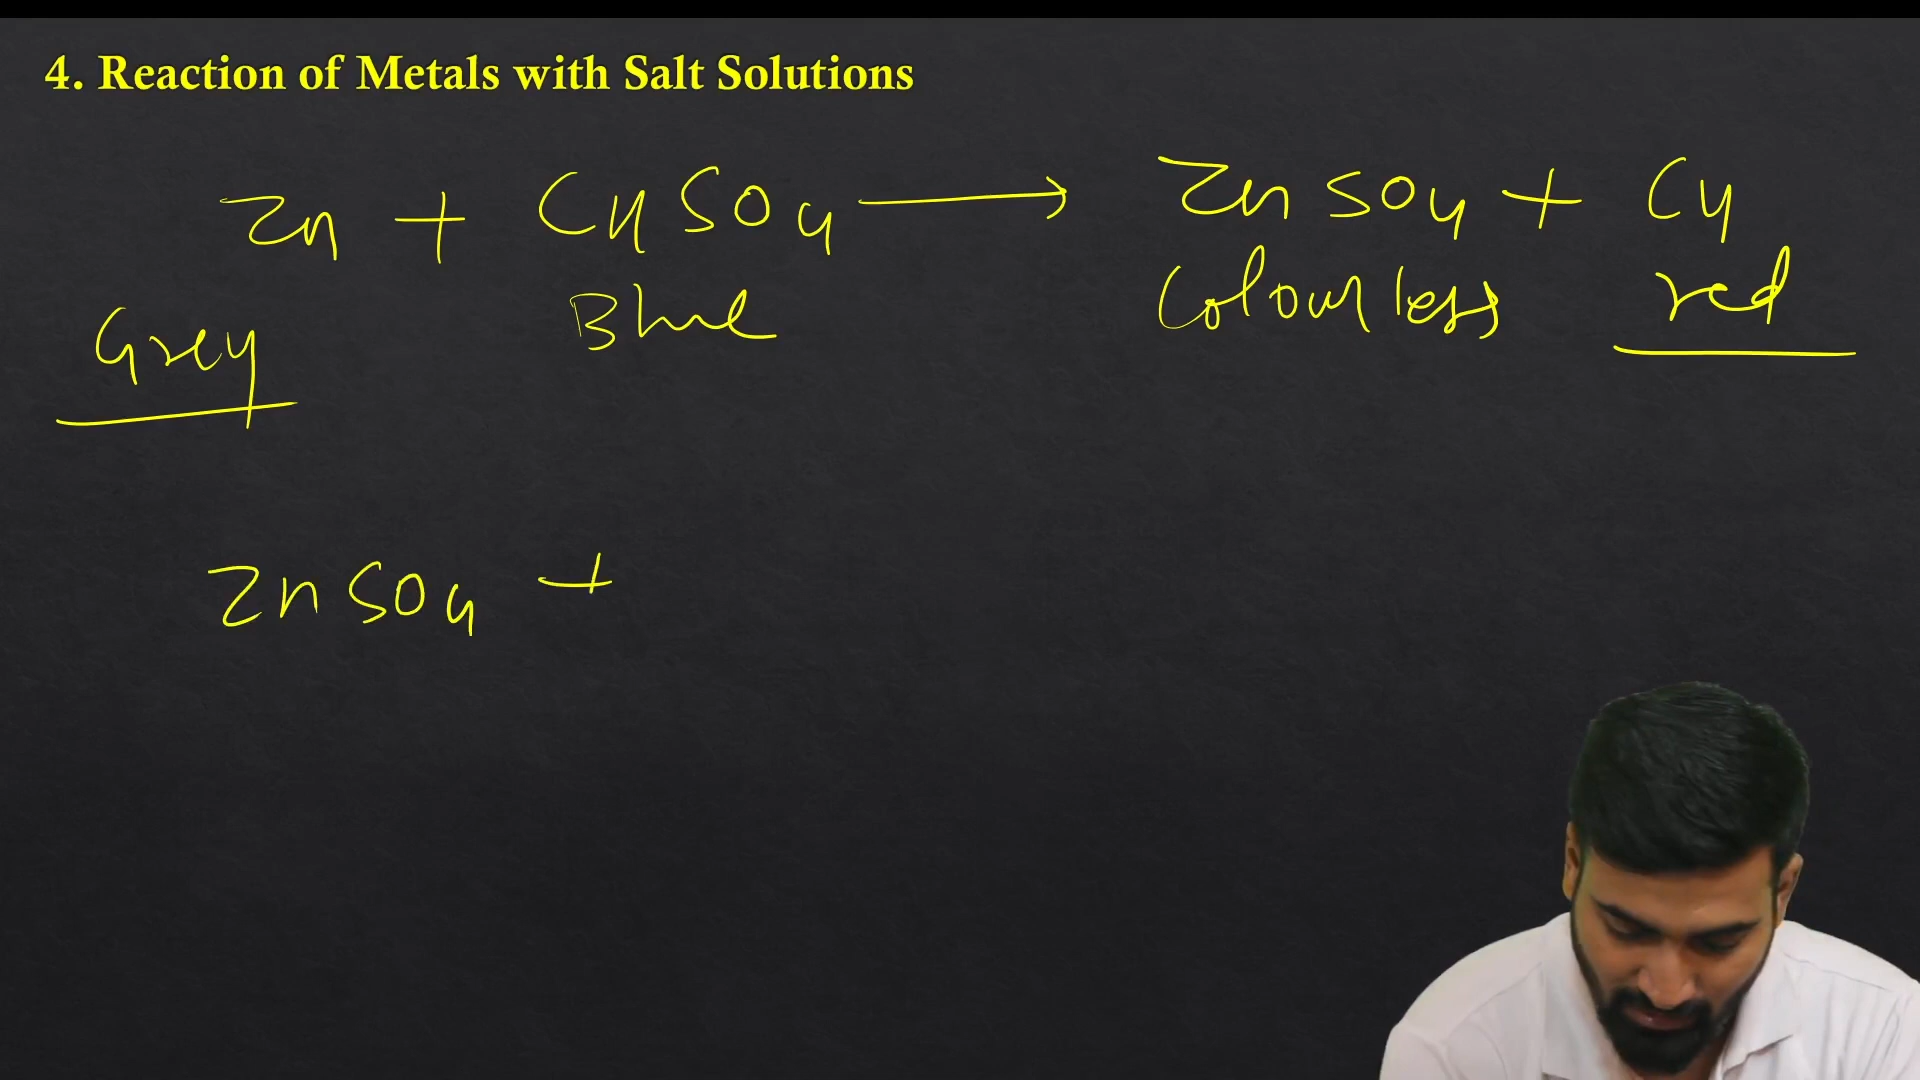 4. Reaction of Metals with Salt Solutions
Zn + CuSO4 → ZnSO4 + Cu
Grey Blue Colourless red
ZnSO4 +